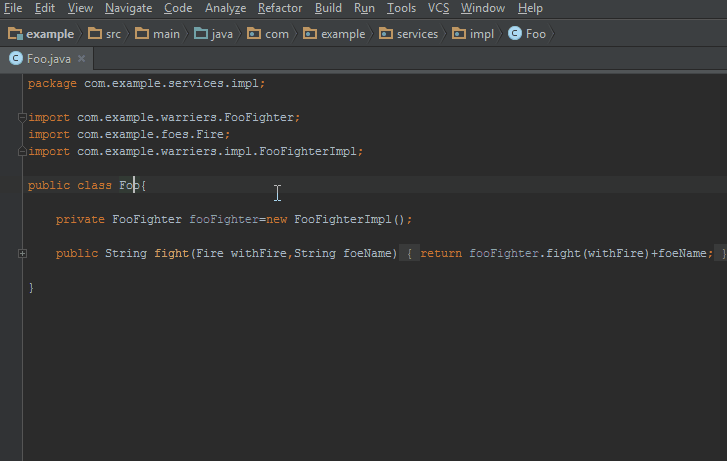 File Edit View Navigate Code Analyze Refactor Build Run Tools VCS Window Help
example src main java com example services impl Foo
Foo.java
package com.example.services.impl;
import com.example.warriers.FooFighter;
import com.example.foes.Fire;
import com.example.warriers.impl.FooFighterImpl;
public class Foo{
private FooFighter fooFighter=new FooFighterImpl();
public String fight(Fire withFire,String foeName) { return fooFighter.fight(withFire)+foeName; }
}